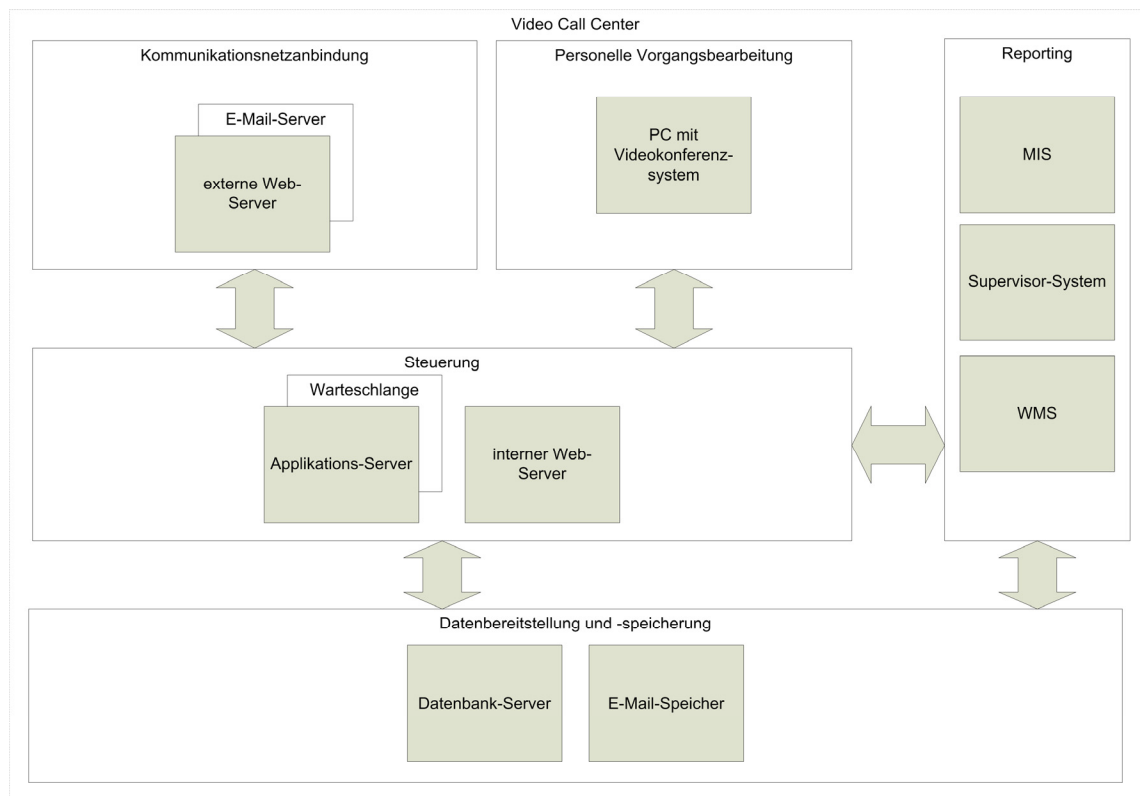 Video Call Center
Kommunikationsnetzanbindung
E-Mail-Server
externe Web-
Server
Personelle Vorgangsbearbeitung
PC mit
Videokonferenz-
system
Reporting
MIS
Supervisor-System
WMS
Steuerung
Warteschlange
Applikations-Server
interner Web-
Server
Datenbereitstellung und -speicherung
Datenbank-Server
E-Mail-Speicher